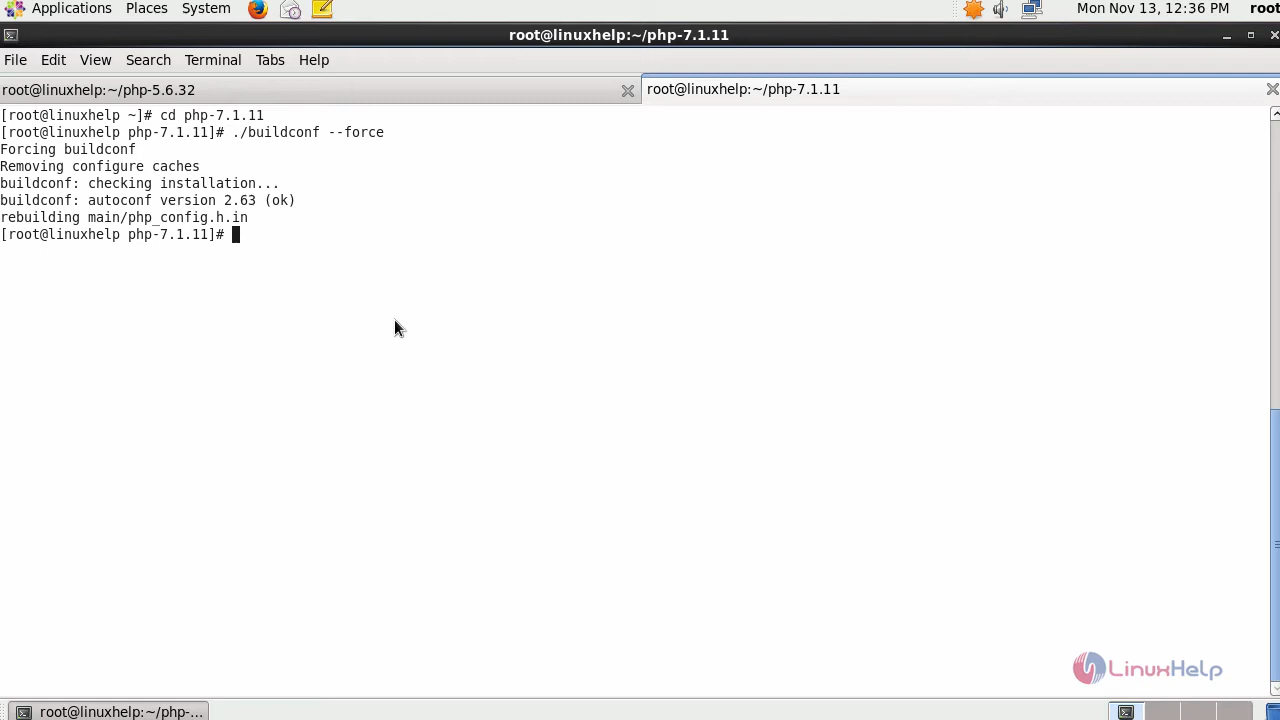 Applications Places System Mon Nov 13, 12:36 PM root
root@linuxhelp:~/php-7.1.11
File Edit View Search Terminal Tabs Help
root@linuxhelp:~/php-5.6.32 root@linuxhelp:~/php-7.1.11
[root@linuxhelp ~]# cd php-7.1.11
[root@linuxhelp php-7.1.11]# ./buildconf --force
Forcing buildconf
Removing configure caches
buildconf: checking installation...
buildconf: autoconf version 2.63 (ok)
rebuilding main/php_config.h.in
[root@linuxhelp php-7.1.11]#
LinuxHelp
root@linuxhelp:~/php-...